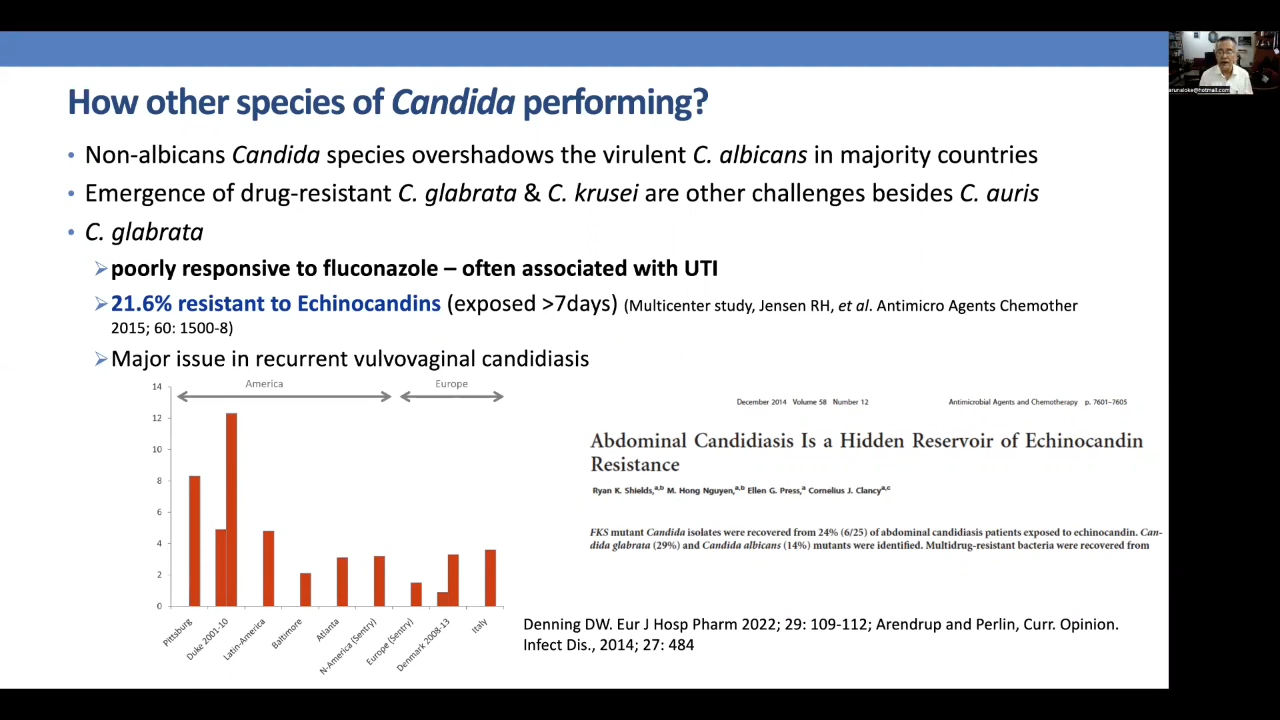 How other species of Candida performing?
• Non-albicans Candida species overshadows the virulent C. albicans in majority countries
• Emergence of drug-resistant C. glabrata & C. krusei are other challenges besides C. auris
• C. glabrata
➢poorly responsive to fluconazole – often associated with UTI
➢21.6% resistant to Echinocandins (exposed >7days) (Multicenter study, Jensen RH, et al. Antimicro Agents Chemother
2015; 60: 1500-8)
➢Major issue in recurrent vulvovaginal candidiasis
America
Europe
14
12
10
8
6
4
2
0
Pittsburg
Duke 2001-10
Latin-America
Baltimore
Atlanta
N-America (Sentry)
Europe (Sentry)
Denmark 2008-13
Italy
December 2014 Volume 58 Number 12
Antimicrobial Agents and Chemotherapy p. 7601–7605
Abdominal Candidiasis Is a Hidden Reservoir of Echinocandin
Resistance
Ryan K. Shields,a,b M. Hong Nguyen,a,b Ellen G. Press,a Cornelius J. Clancya,c
FKS mutant Candida isolates were recovered from 24% (6/25) of abdominal candidiasis patients exposed to echinocandin. Can-
dida glabrata (29%) and Candida albicans (14%) mutants were identified. Multidrug-resistant bacteria were recovered from
Denning DW. Eur J Hosp Pharm 2022; 29: 109-112; Arendrup and Perlin, Curr. Opinion.
Infect Dis., 2014; 27: 484
arunaloke@hotmail.com